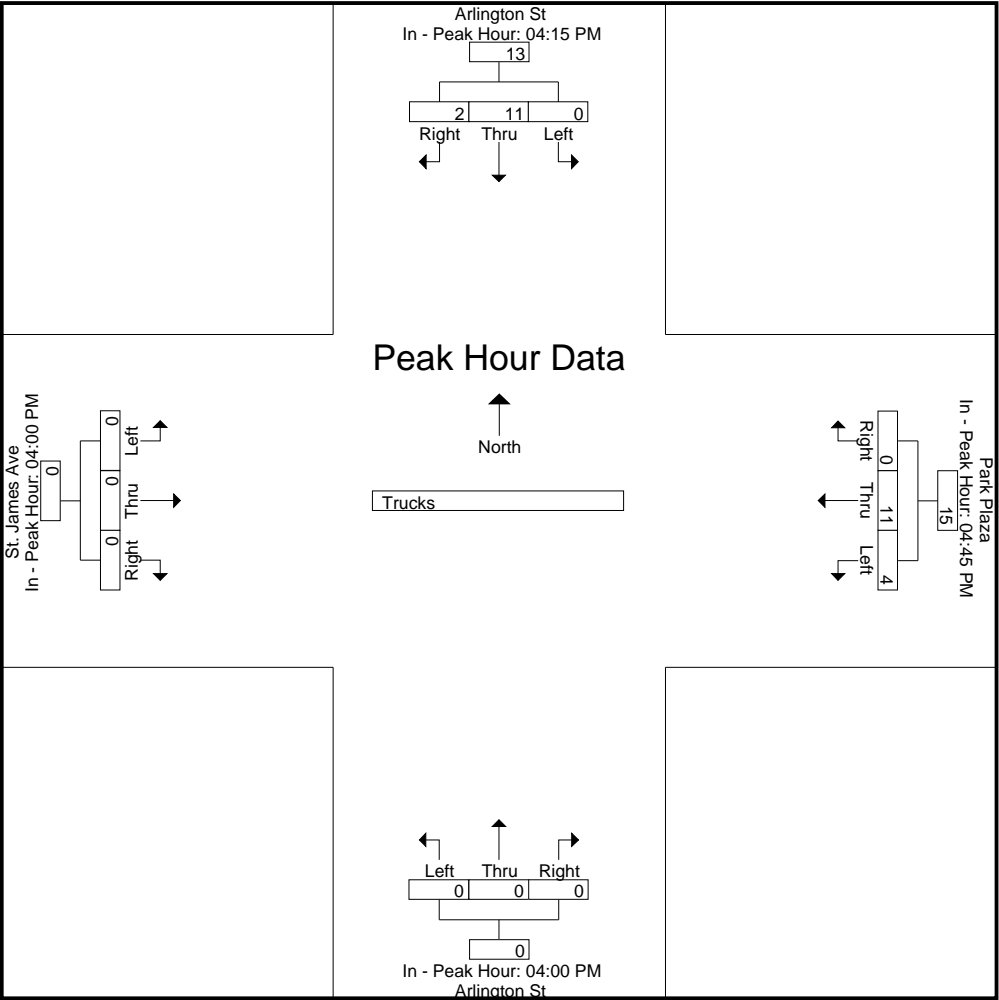 Arlington St
In - Peak Hour: 04:15 PM
13
2 11 0
Right Thru Left
Peak Hour Data
North
Trucks
St. James Ave
In - Peak Hour: 04:00 PM
0
0 0 0
Left Thru Right
Park Plaza
In - Peak Hour: 04:45 PM
15
0 11 4
Right Thru Left
Left Thru Right
0 0 0
0
In - Peak Hour: 04:00 PM
Arlington St